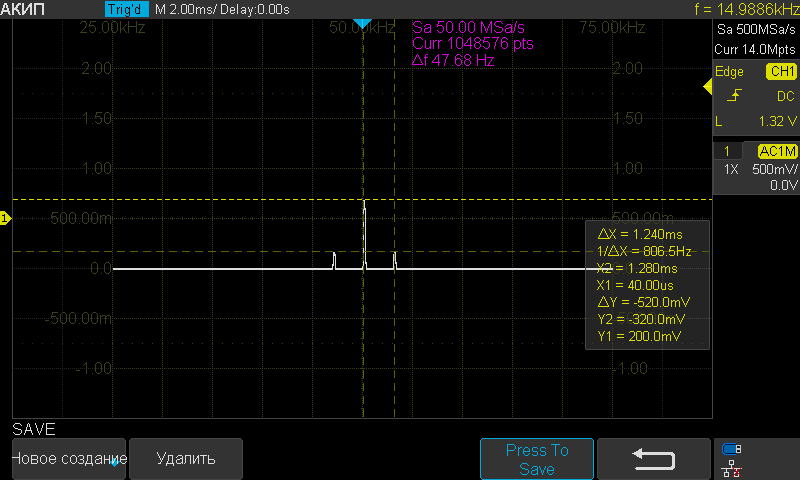 АКИП Trig'd M 2.00ms/ Delay:0.00s f = 14.9886kHz
25.00kHz 50.00kHz 75.00kHz
Sa 50.00 MSa/s
Curr 1048576 pts
Δf 47.68 Hz
Sa 500MSa/s
Curr 14.0Mpts
Edge CH1
DC
L 1.32 V
1 AC1M
1X 500mV/
0.0V
2.00 2.00
1.50 1.50
1.00 1.00
1
500.00m 500.00m
0.0
-500.00m
-1.00 -1.00
ΔX = 1.240ms
1/ΔX = 806.5Hz
X2 = 1.280ms
X1 = 40.00us
ΔY = -520.0mV
Y2 = -320.0mV
Y1 = 200.0mV
SAVE
Новое создание
Удалить
Press To
Save